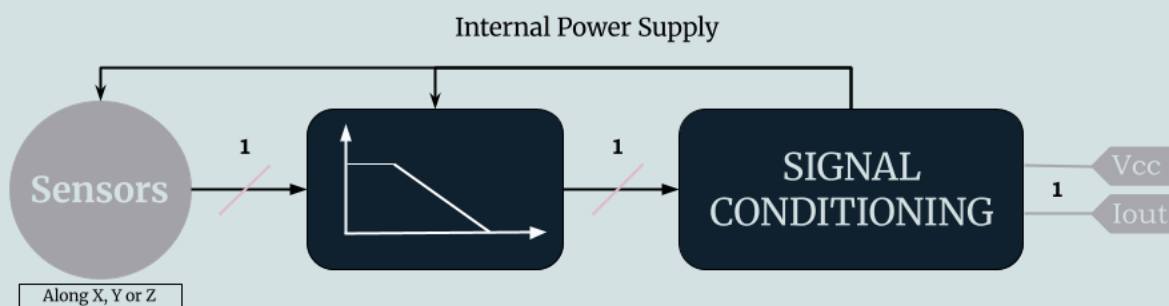 Internal Power Supply
1
1
Sensors
SIGNAL
CONDITIONING
Vcc
1
Iout
Along X, Y or Z